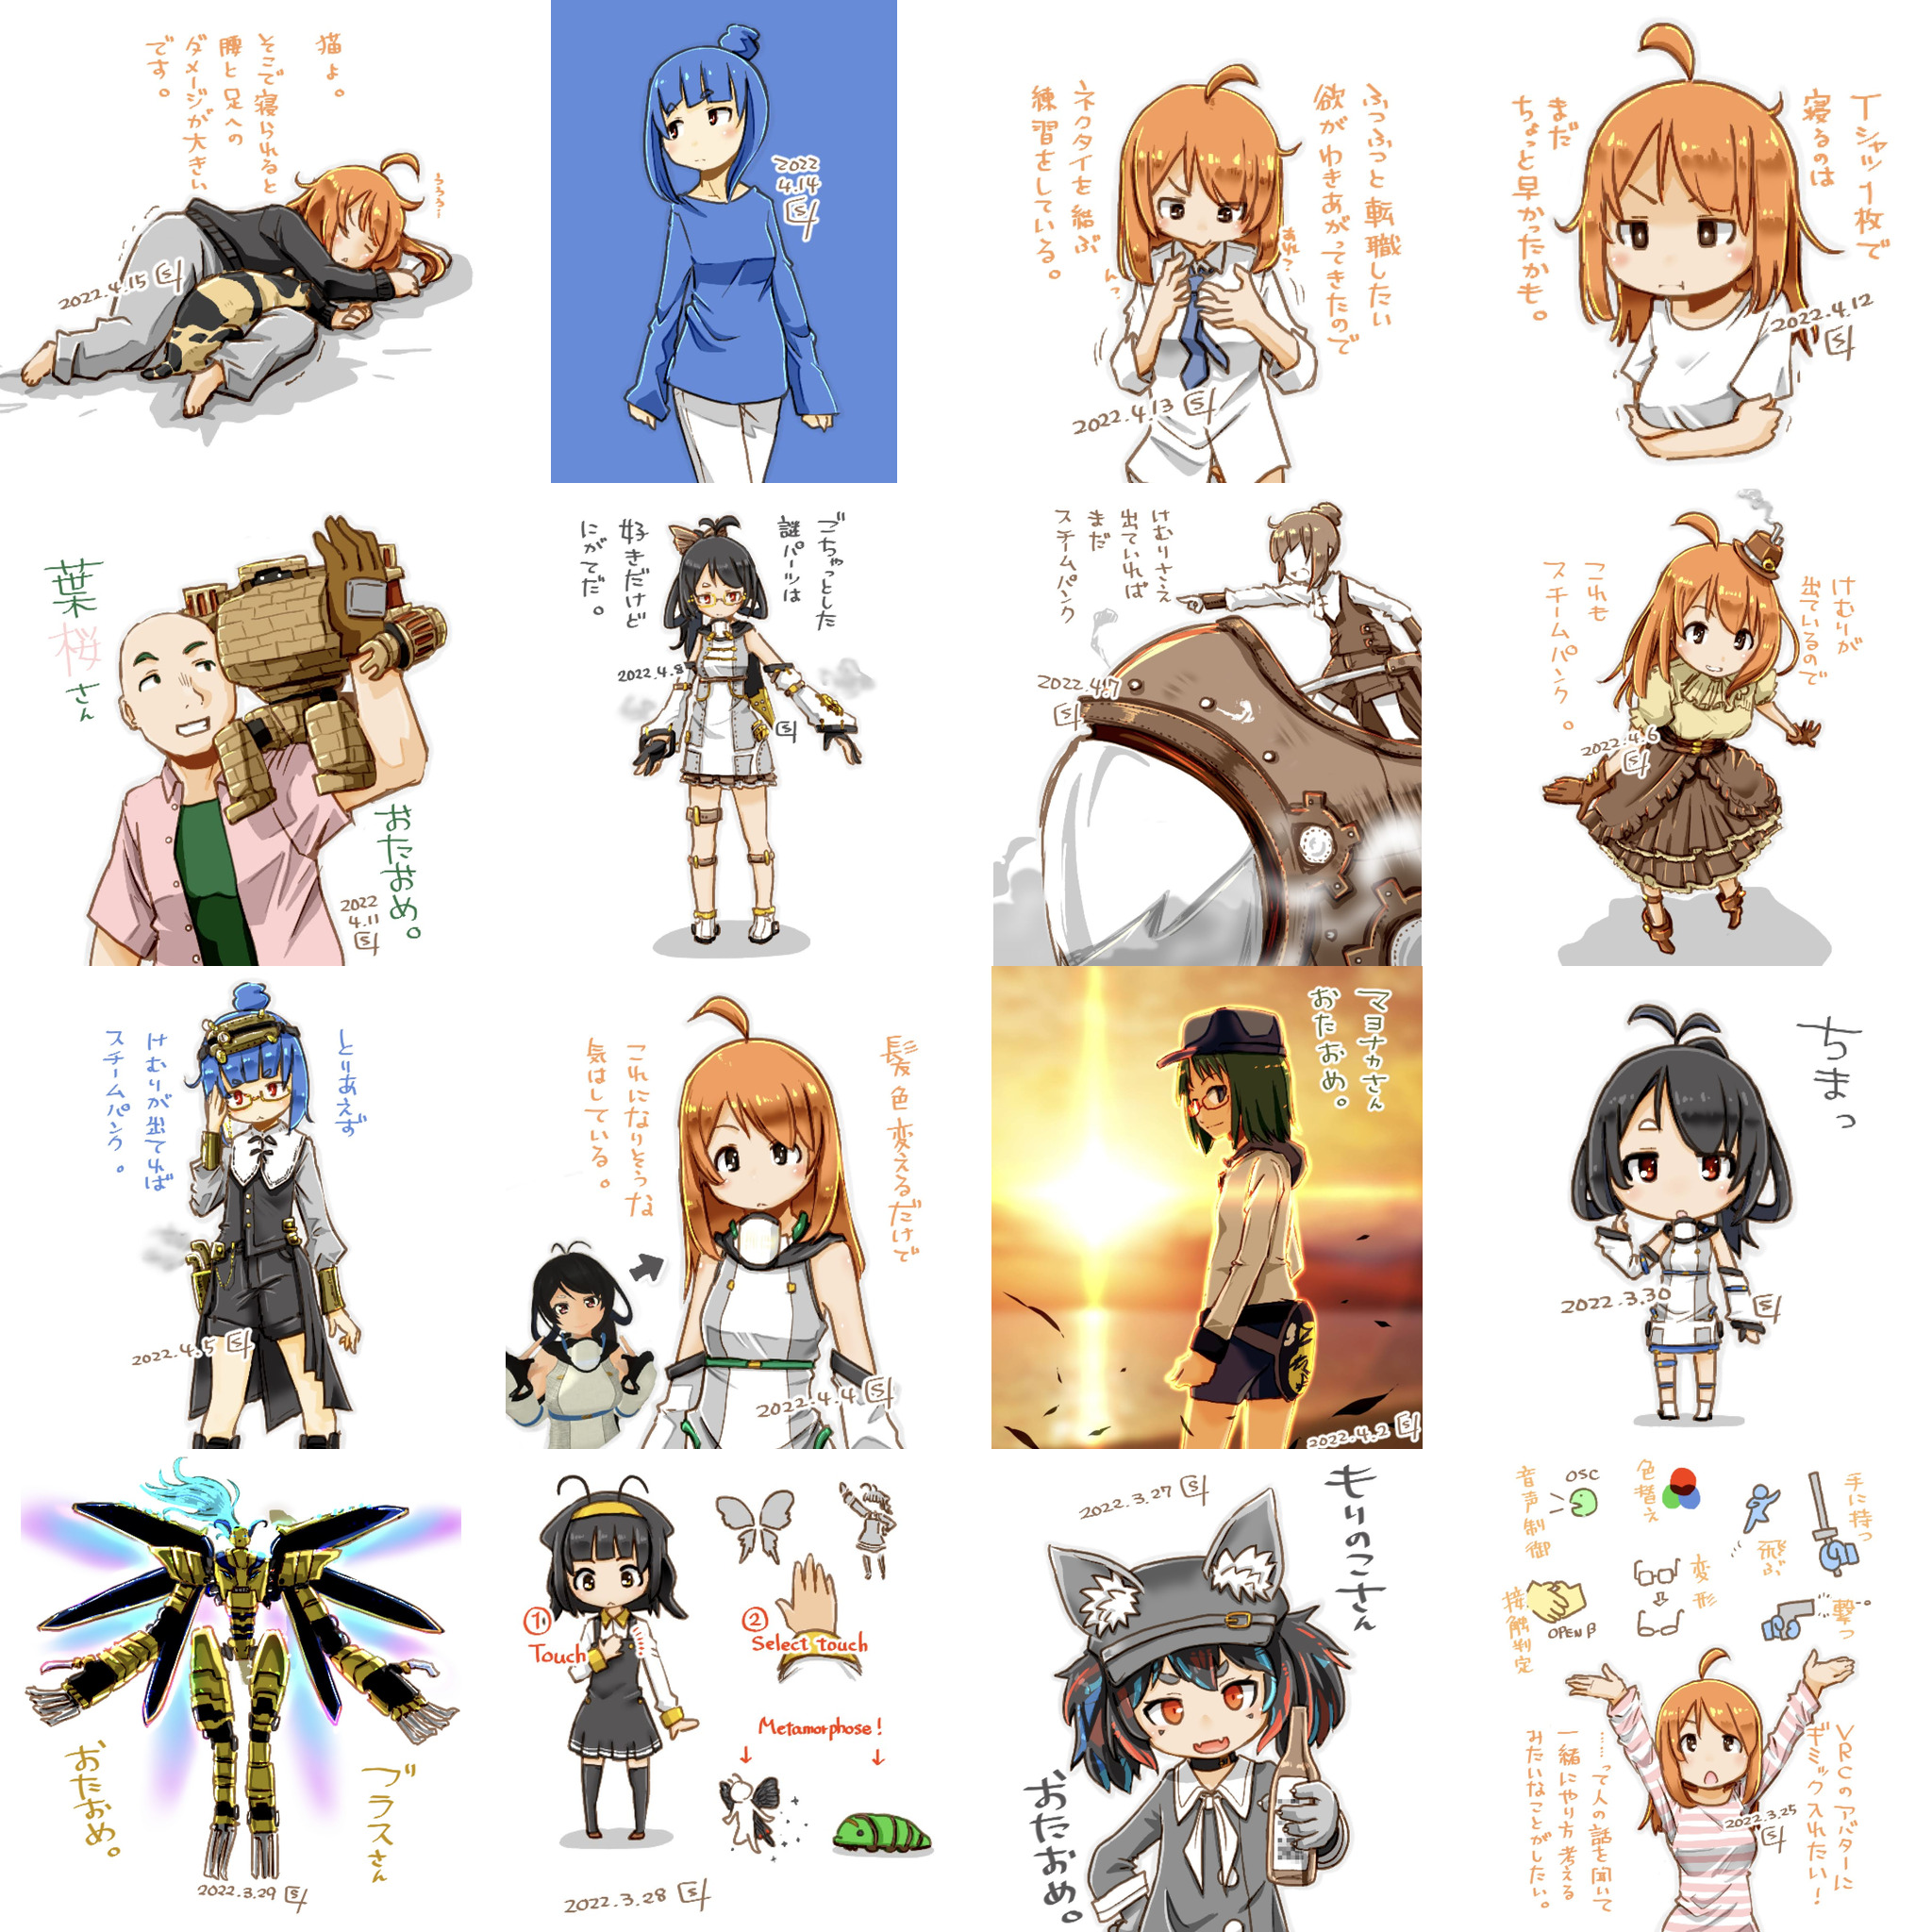 猫よ。
そこで寝られると
腰と足への
ダメージが大きい
です。
うぅぅ…
2022.4.15
2022
4.14
ふつふつと転職したい
欲がわきあがってきたので
ネクタイを結ぶ
練習をしている。
あれ?
ん?
2022.4.13
Tシャツ1枚で
寝るのは
まだ
ちょっと早かったかも。
2022.4.12
葉桜さん
おたおめ。
2022
4.11
ごちゃっとした
謎パーツは
好きだけど
にがてだ。
2022.4.8
けむりさえ
出ていれば
まだ
スチームパンク
2022.4.7
けむりが
出ているので
これも
スチームパンク。
2022.4.6
とりあえず
けむりが出てれば
スチームパンク。
2022.4.5
髪色変えるだけで
これになりそうな
気はしている。
2022.4.4
マヨナカさん
おたおめ。
2022.4.2
ちまっ
2022.3.30
ブラスさん
おたおめ。
2022.3.29
① Touch
② Select touch
Metamorphose!
2022.3.28
2022.3.27
もりのこさん
おたおめ。
手に持つ
飛ぶ
色替え
OSC
音声制御
撃つ
変形
接触判定
OPEN β
VRCのアバターに
ギミック入れたい!
……って人の話を聞いて
一緒にやり方考える
みたいなことがしたい。
2022.3.25